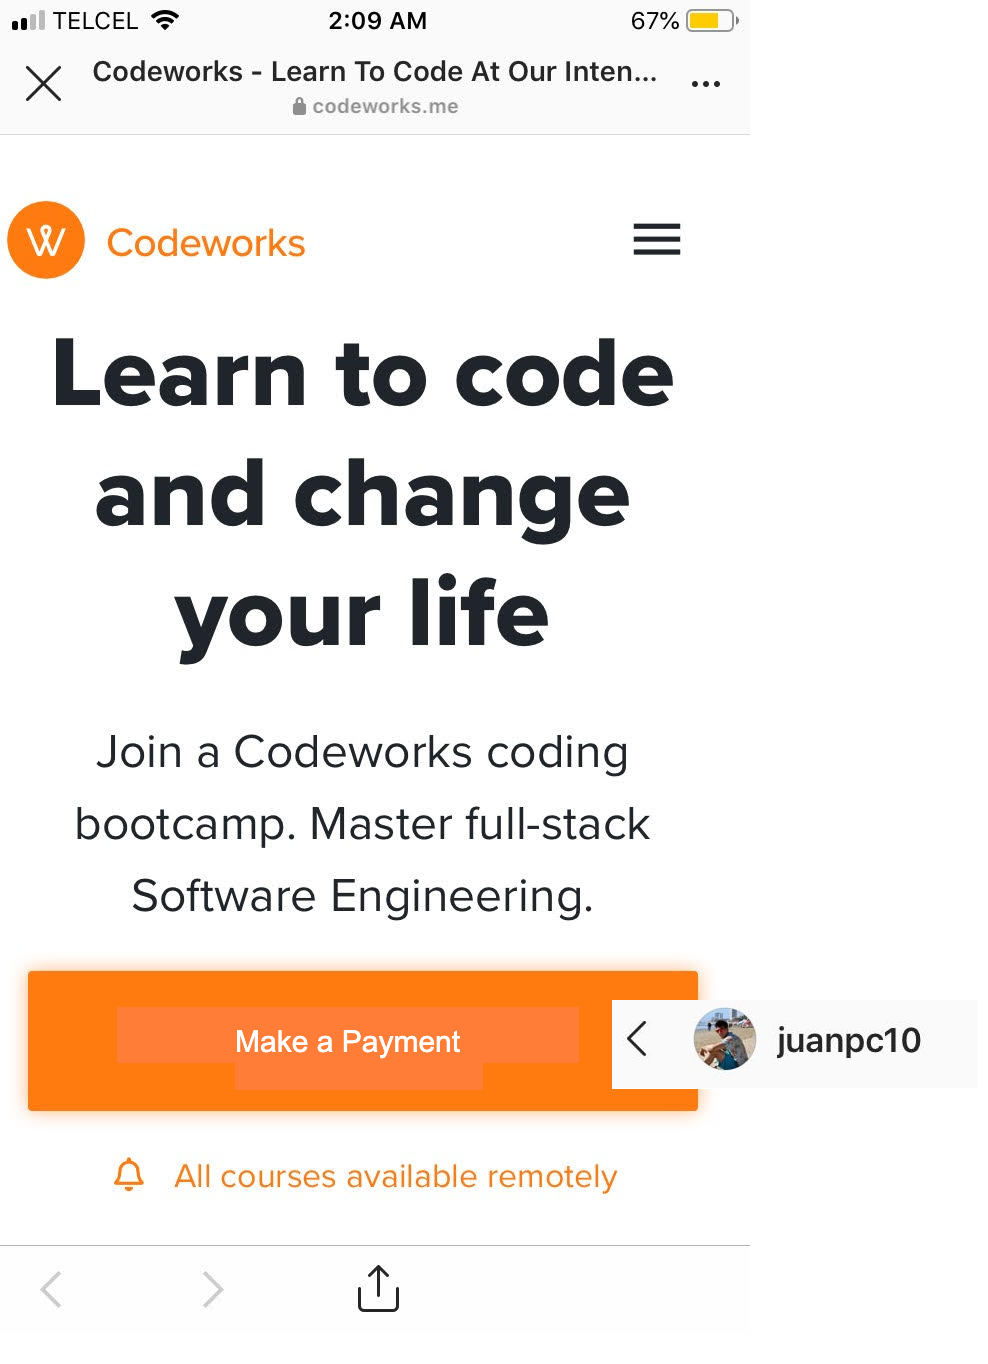 TELCEL 2:09 AM 67%
Codeworks - Learn To Code At Our Inten...
codeworks.me
W Codeworks
Learn to code
and change
your life
Join a Codeworks coding
bootcamp. Master full-stack
Software Engineering.
Make a Payment
juanpc10
All courses available remotely